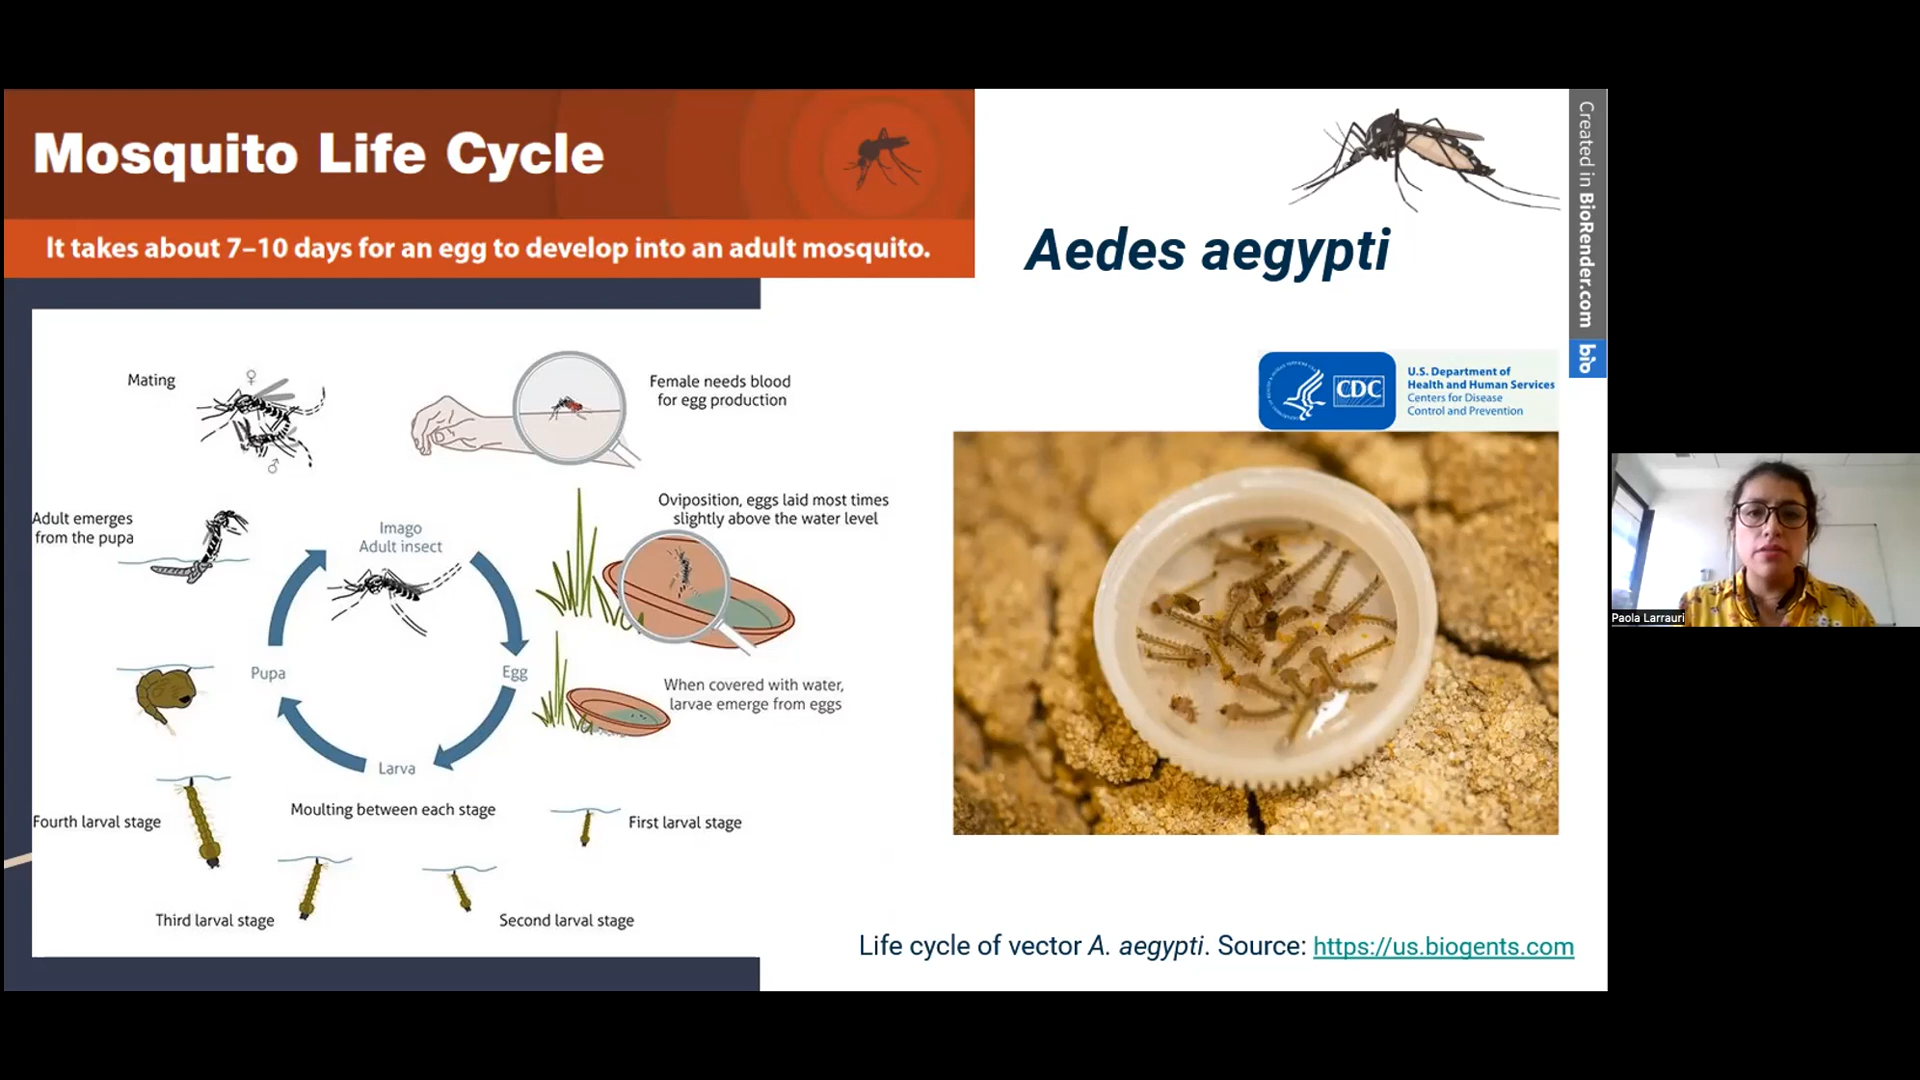 Mosquito Life Cycle
It takes about 7–10 days for an egg to develop into an adult mosquito.
Aedes aegypti
Created in BioRender.com
bio
CDC
U.S. Department of
Health and Human Services
Centers for Disease
Control and Prevention
Mating
♀
♂
Female needs blood
for egg production
Oviposition, eggs laid most times
slightly above the water level
Adult emerges
from the pupa
Imago
Adult insect
Pupa
Egg
When covered with water,
larvae emerge from eggs
Larva
Moulting between each stage
Fourth larval stage
First larval stage
Third larval stage
Second larval stage
Life cycle of vector A. aegypti. Source: https://us.biogents.com
Paola Larrauri